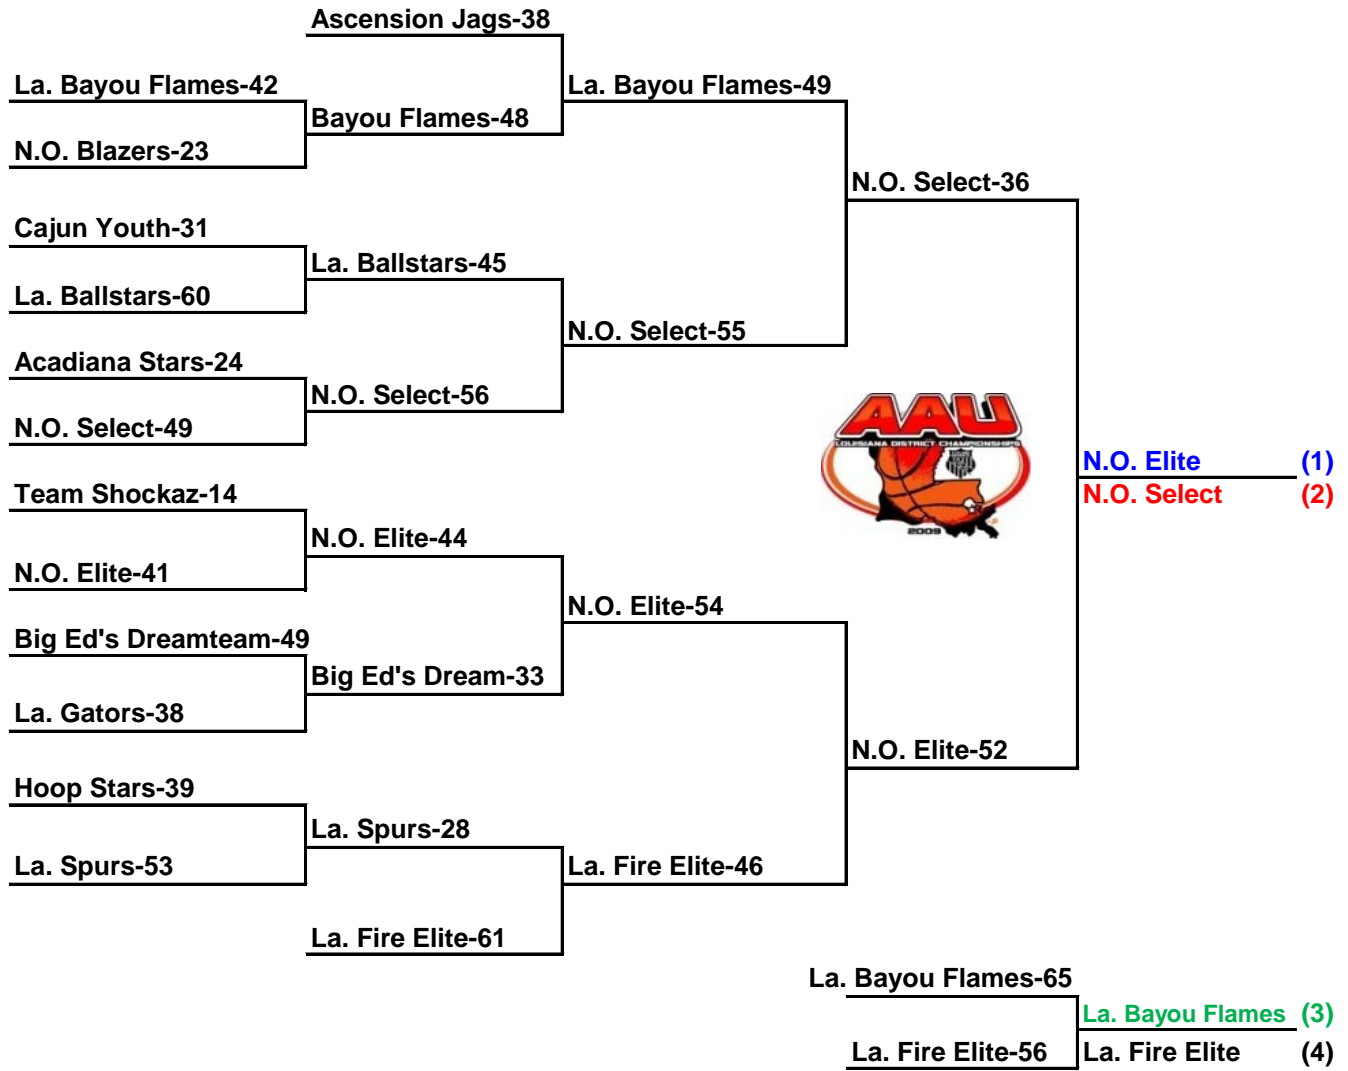 Ascension Jags-38
La. Bayou Flames-42
La. Bayou Flames-49
Bayou Flames-48
N.O. Blazers-23
N.O. Select-36
Cajun Youth-31
La. Ballstars-45
La. Ballstars-60
N.O. Select-55
Acadiana Stars-24
N.O. Select-56
N.O. Select-49
AAU
LOUISIANA DISTRICT CHAMPIONSHIPS
2009
N.O. Elite (1)
N.O. Select (2)
Team Shockaz-14
N.O. Elite-44
N.O. Elite-41
N.O. Elite-54
Big Ed's Dreamteam-49
Big Ed's Dream-33
La. Gators-38
N.O. Elite-52
Hoop Stars-39
La. Spurs-28
La. Spurs-53
La. Fire Elite-46
La. Fire Elite-61
La. Bayou Flames-65
La. Bayou Flames (3)
La. Fire Elite-56
La. Fire Elite (4)